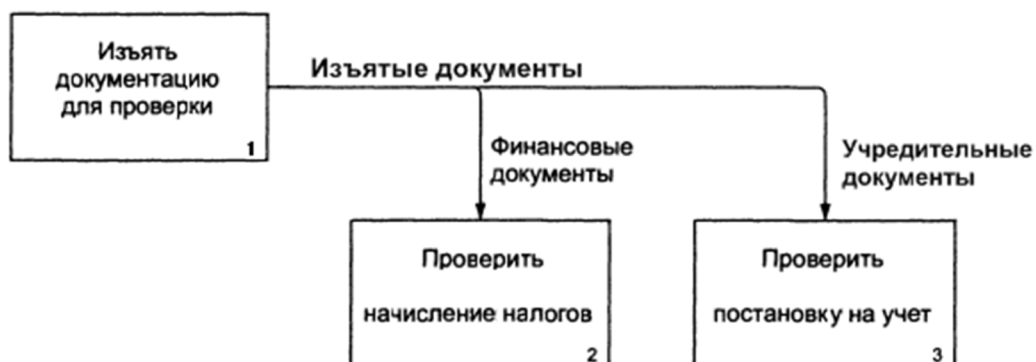 Изъять
документацию
для проверки
1
Изъятые документы
Финансовые
документы
Учредительные
документы
Проверить
начисление налогов
2
Проверить
постановку на учет
3